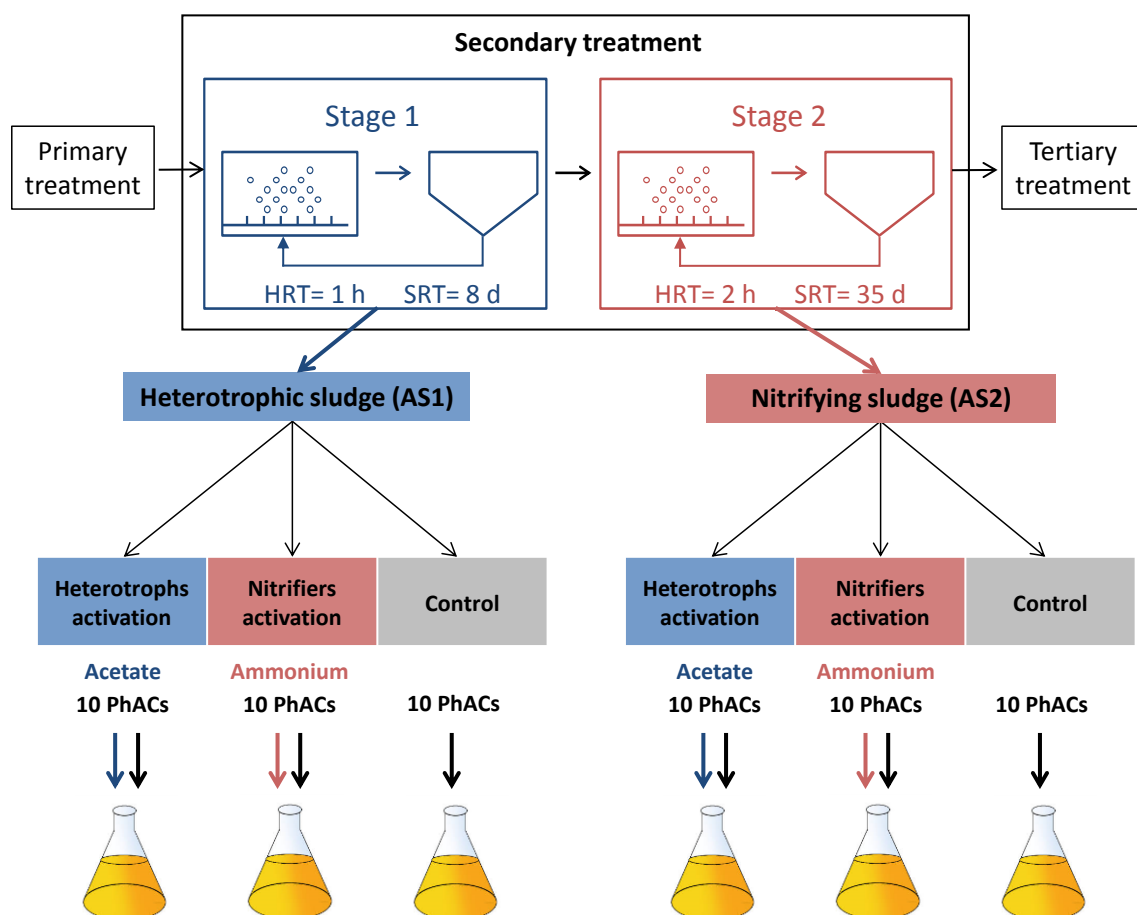 Secondary treatment
Stage 1
Stage 2
Primary
treatment
Tertiary
treatment
HRT= 1 h SRT= 8 d
HRT= 2 h SRT= 35 d
Heterotrophic sludge (AS1)
Nitrifying sludge (AS2)
Heterotrophs
activation
Nitrifiers
activation
Control
Heterotrophs
activation
Nitrifiers
activation
Control
Acetate
10 PhACs
Ammonium
10 PhACs
10 PhACs
Acetate
10 PhACs
Ammonium
10 PhACs
10 PhACs